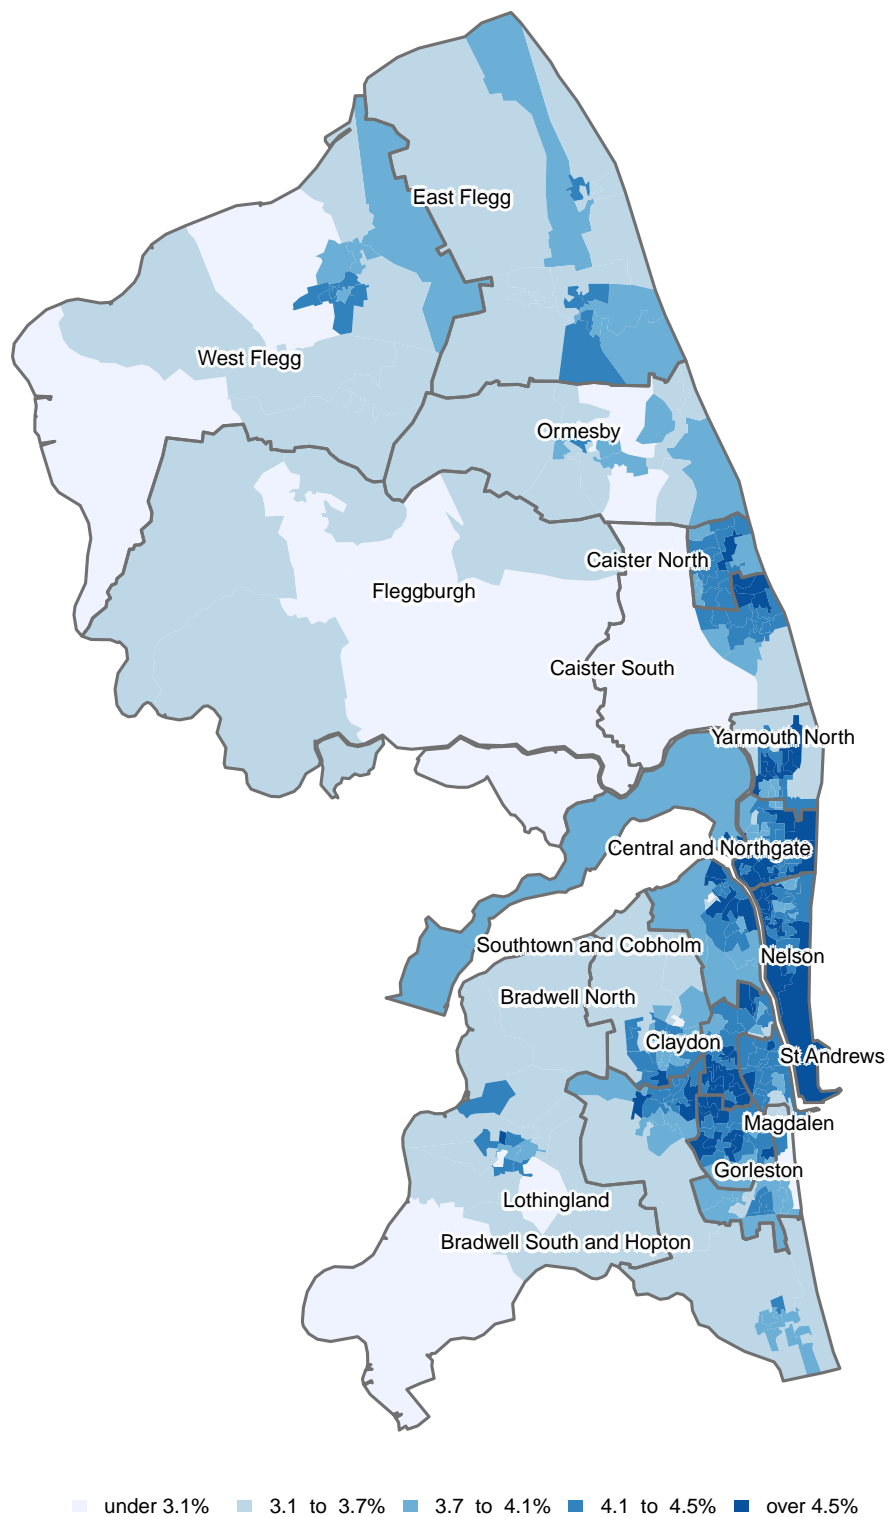 East Flegg
West Flegg
Ormesby
Caister North
Fleggburgh
Caister South
Yarmouth North
Central and Northgate
Southtown and Cobholm
Nelson
Bradwell North
Claydon
St Andrews
Magdalen
Gorleston
Lothingland
Bradwell South and Hopton
under 3.1% 3.1 to 3.7% 3.7 to 4.1% 4.1 to 4.5% over 4.5%